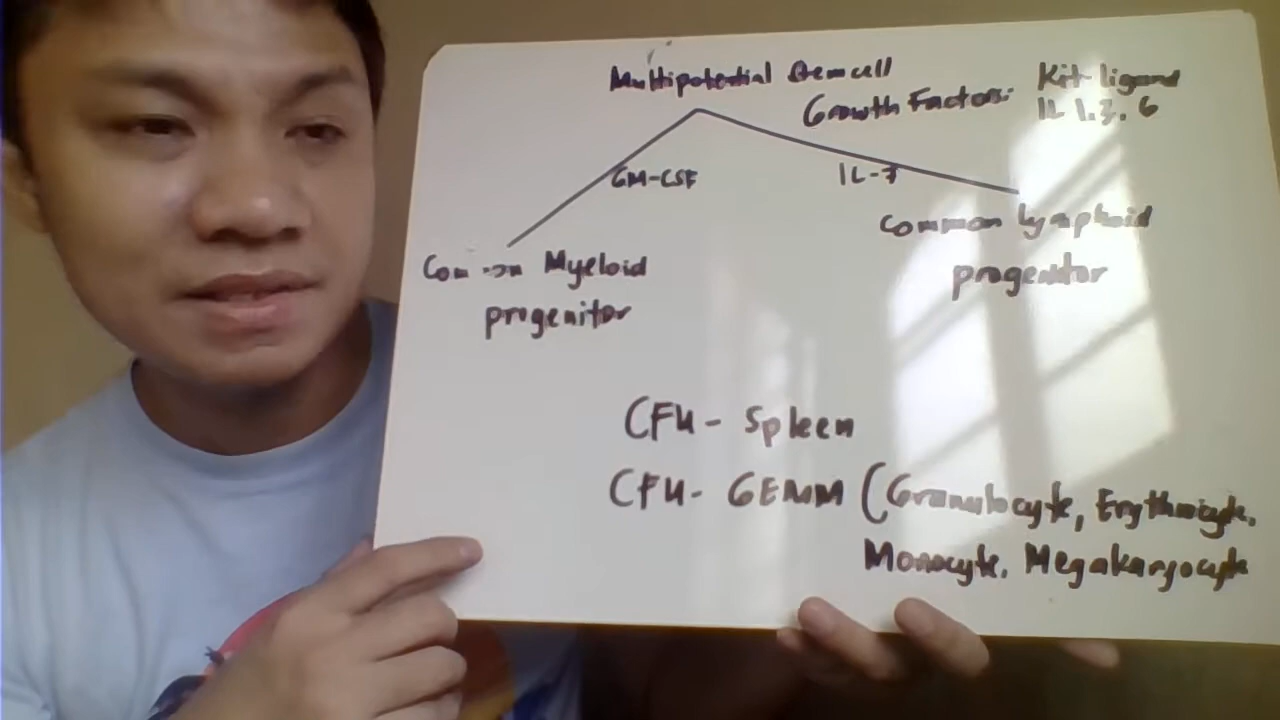 Multipotential Stem cell
Growth Factors: Kit-ligand
IL 1.3.6
GM-CSF
IL-7
Common Lymphoid
progenitor
Myeloid
progenitor
CFU- Spleen
CFU- GEMM (Granulocyte, Erythrocyte,
Monocyte, Megakaryocyte